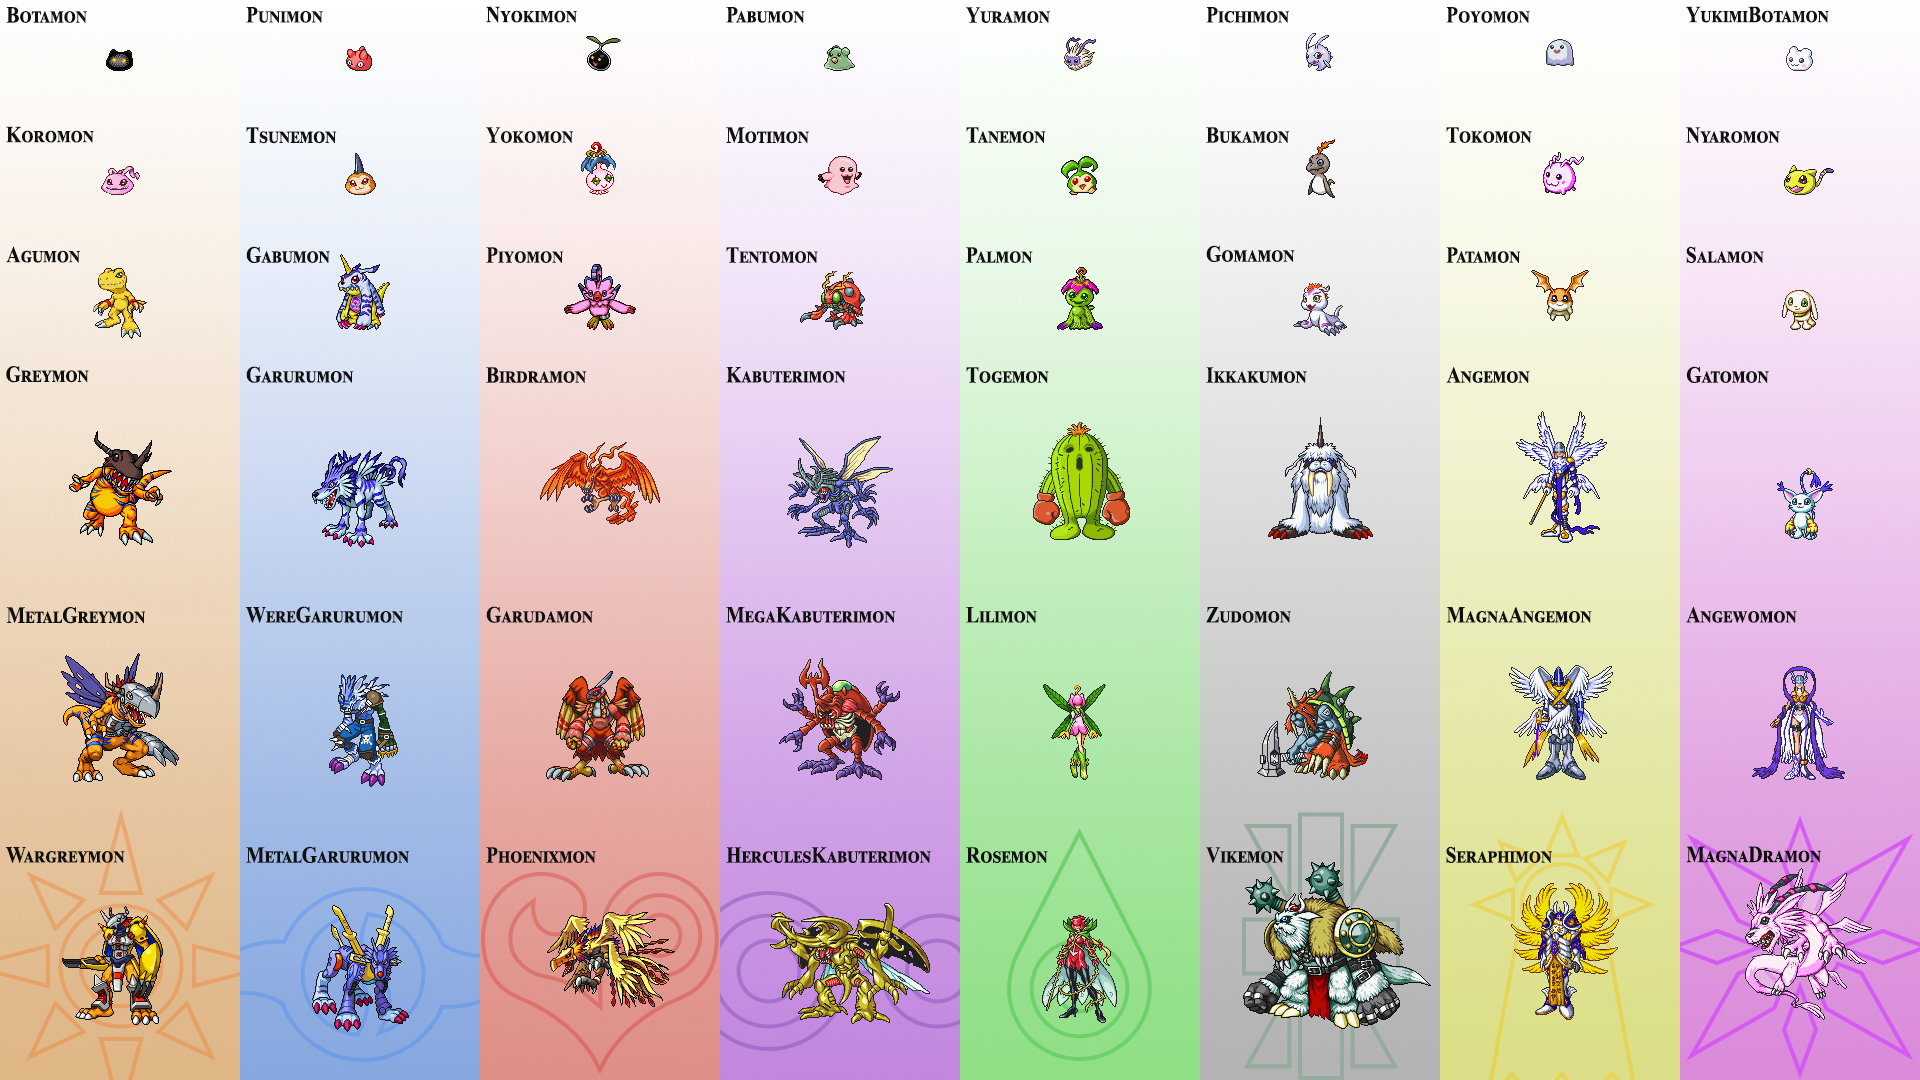 Botamon Punimon Nyokimon Pabumon Yuramon Pichimon Poyomon YukimiBotamon
Koromon Tsunemon Yokomon Motimon Tanemon Bukamon Tokomon Nyaromon
Agumon Gabumon Piyomon Tentomon Palmon Gomamon Patamon Salamon
Greymon Garurumon Birdramon Kabuterimon Togemon Ikkakumon Angemon Gatomon
MetalGreymon WereGarurumon Garudamon MegaKabuterimon Lilimon Zudomon MagnaAngemon Angewomon
Wargreymon MetalGarurumon Phoenixmon HerculesKabuterimon Rosemon Vikemon Seraphimon MagnaDramon